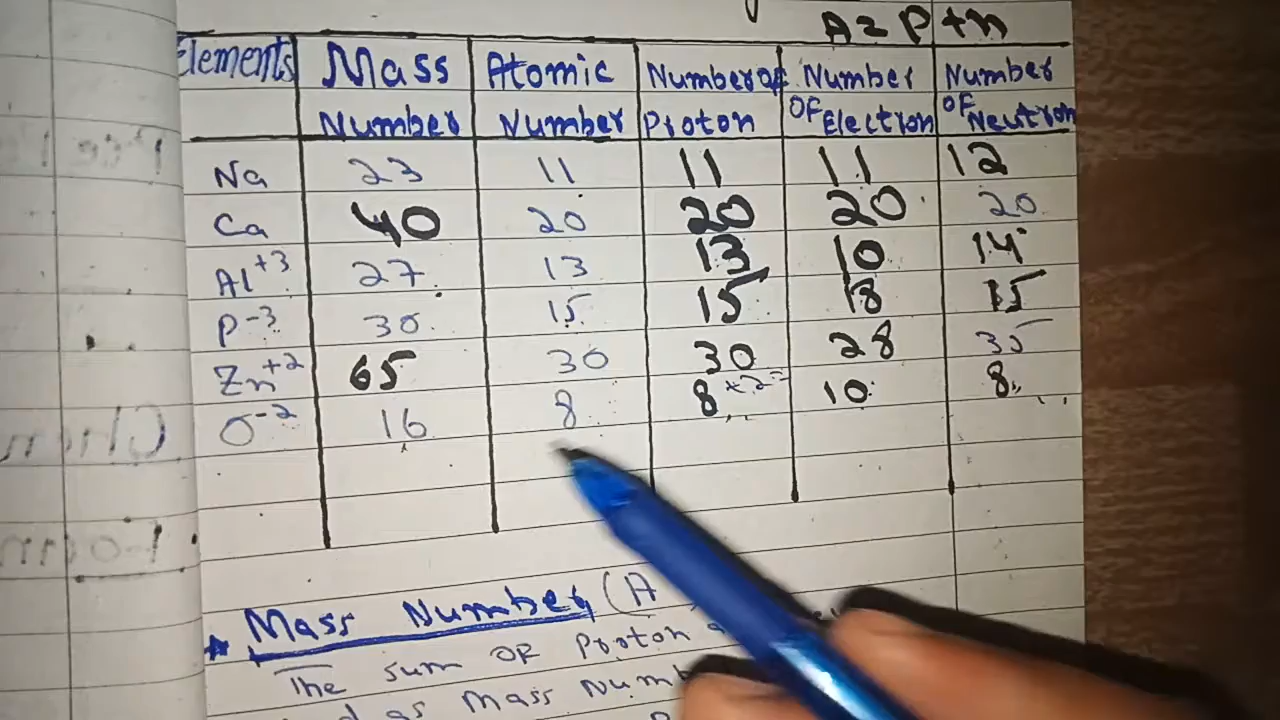 A = P + n
Elements Mass Number Atomic Number Number of Proton Number OF Electron Number OF Neutron
Na 23 11 11 11 12
Ca 40 20 20 20 20
Al+3 27 13 13 10 14
P-3 30 15 15 18 15
Zn+2 65 30 30 28 35
O-2 16 8 8 +2= 10 8
Mass Number (A
The sum OF Proton
as Mass Numb